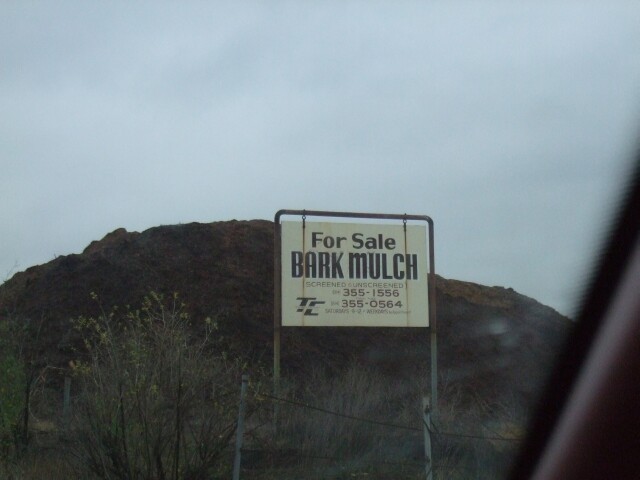 For Sale
BARK MULCH
SCREENED & UNSCREENED
355-1556
355-0564
TC